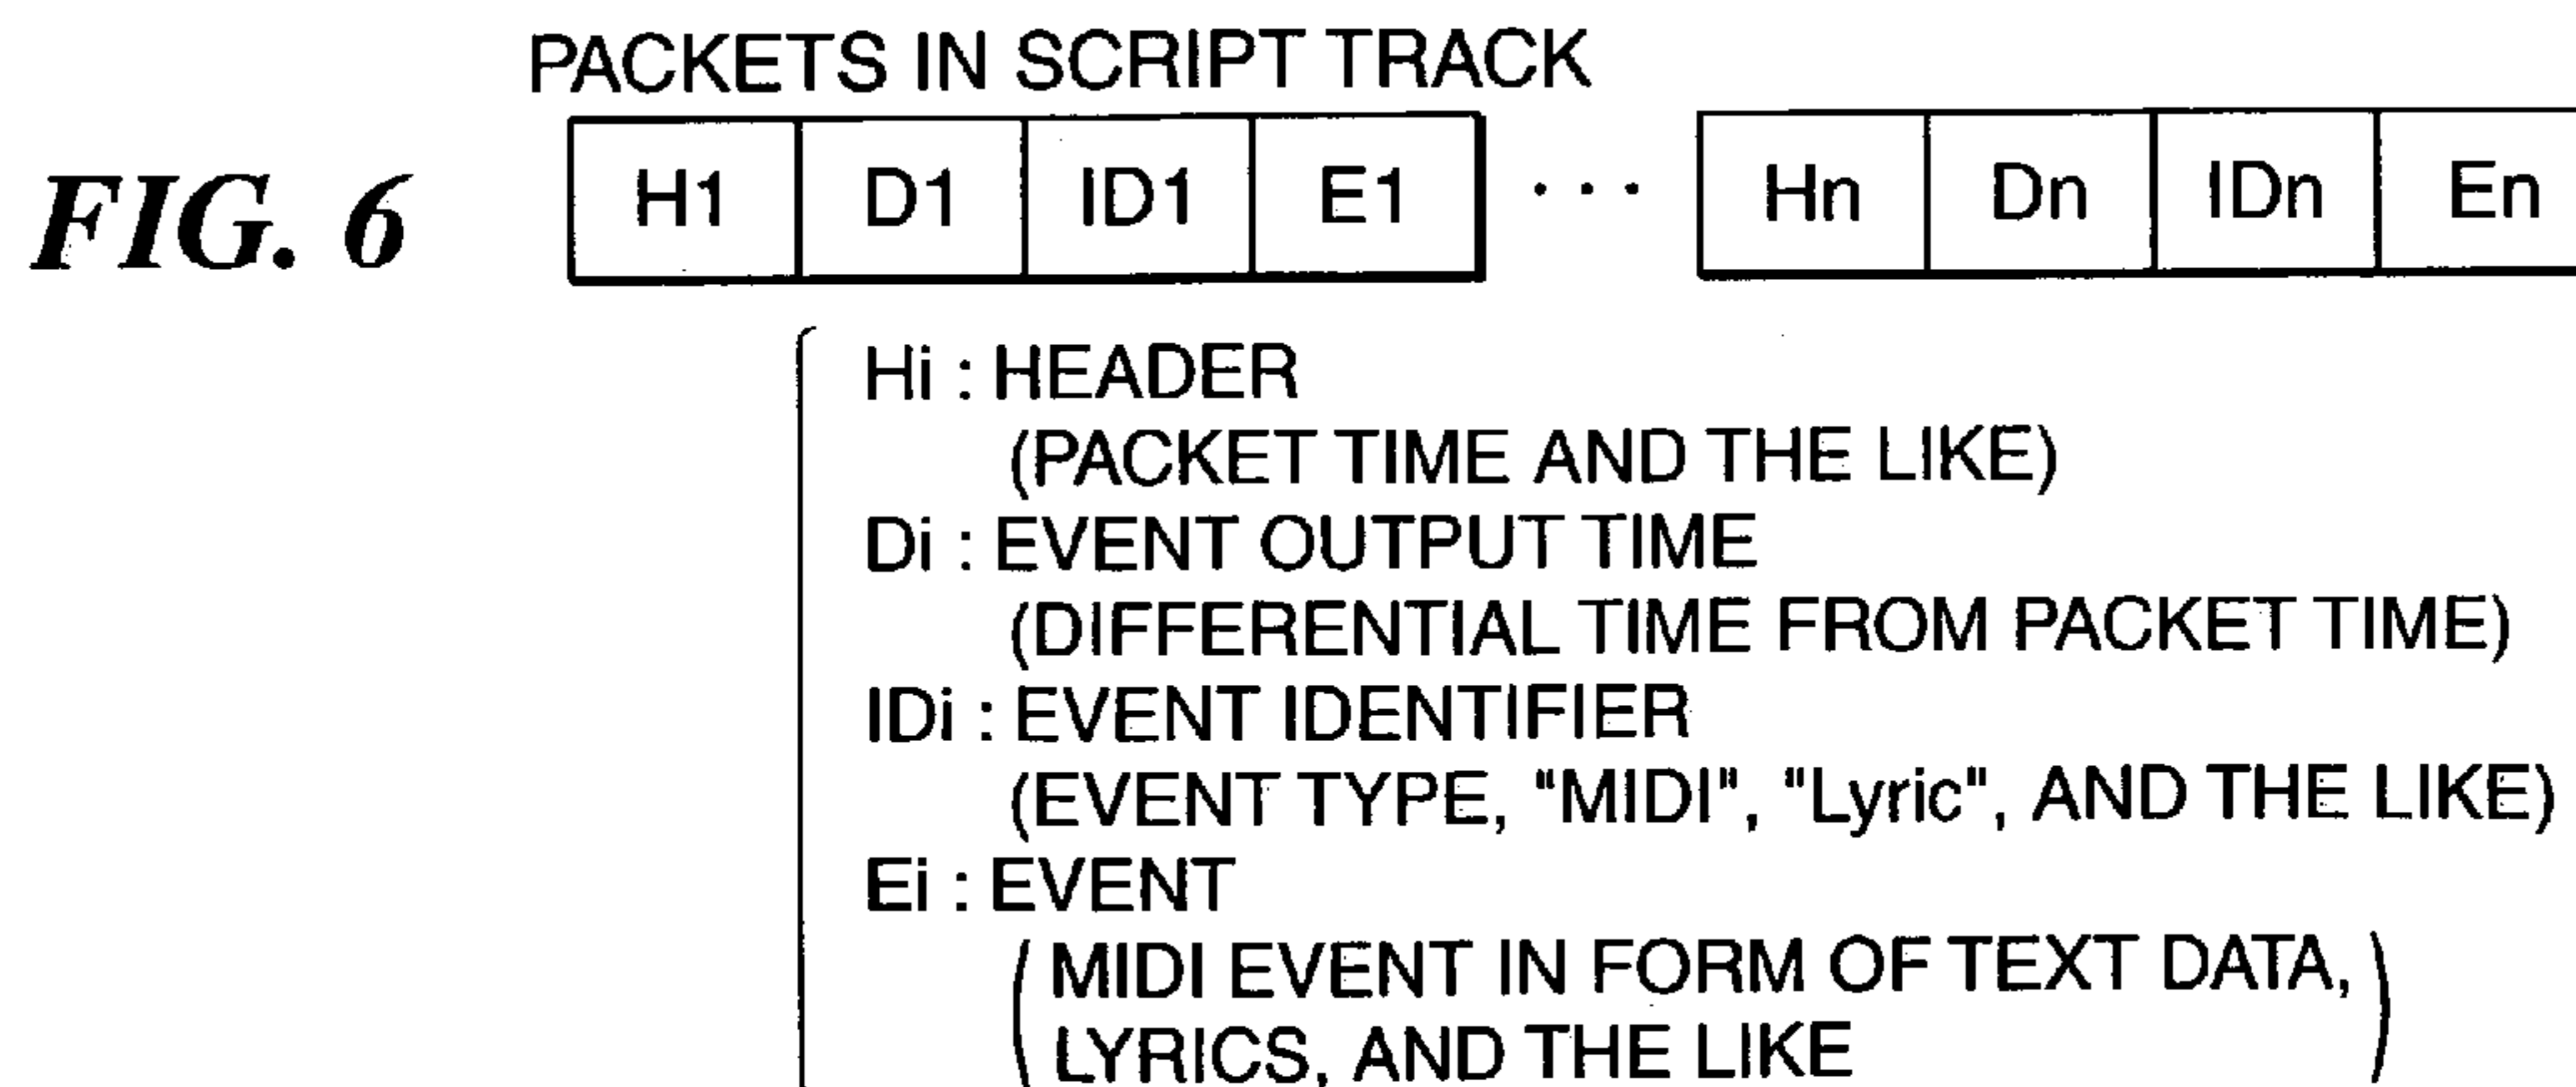 PACKETS IN SCRIPT TRACK
FIG. 6
H1 D1 ID1 E1 · · · Hn Dn IDn En
Hi : HEADER
(PACKET TIME AND THE LIKE)
Di : EVENT OUTPUT TIME
(DIFFERENTIAL TIME FROM PACKET TIME)
IDi : EVENT IDENTIFIER
(EVENT TYPE, "MIDI", "Lyric", AND THE LIKE)
Ei : EVENT
(MIDI EVENT IN FORM OF TEXT DATA,
LYRICS, AND THE LIKE)